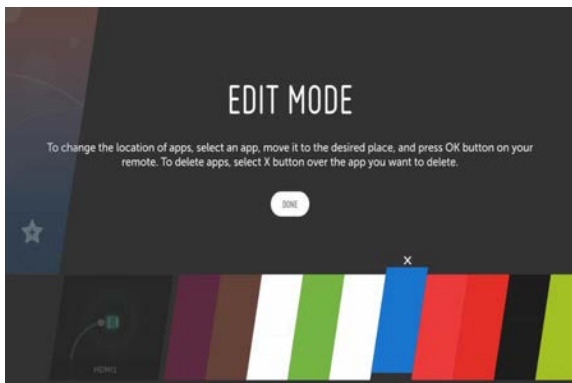 EDIT MODE
To change the location of apps, select an app, move it to the desired place, and press OK button on your
remote. To delete apps, select X button over the app you want to delete.
DONE
X
HDMI1